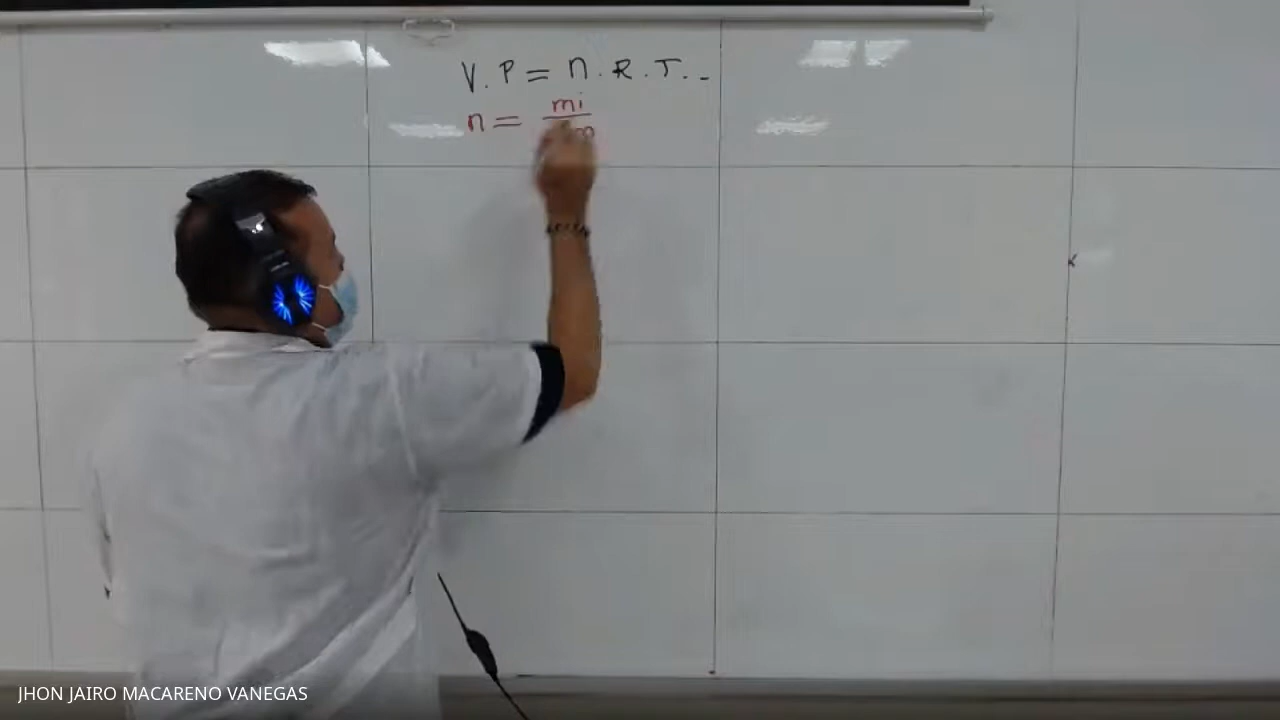 V.P = n.R.T..-
n = mi
JHON JAIRO MACARENO VANEGAS